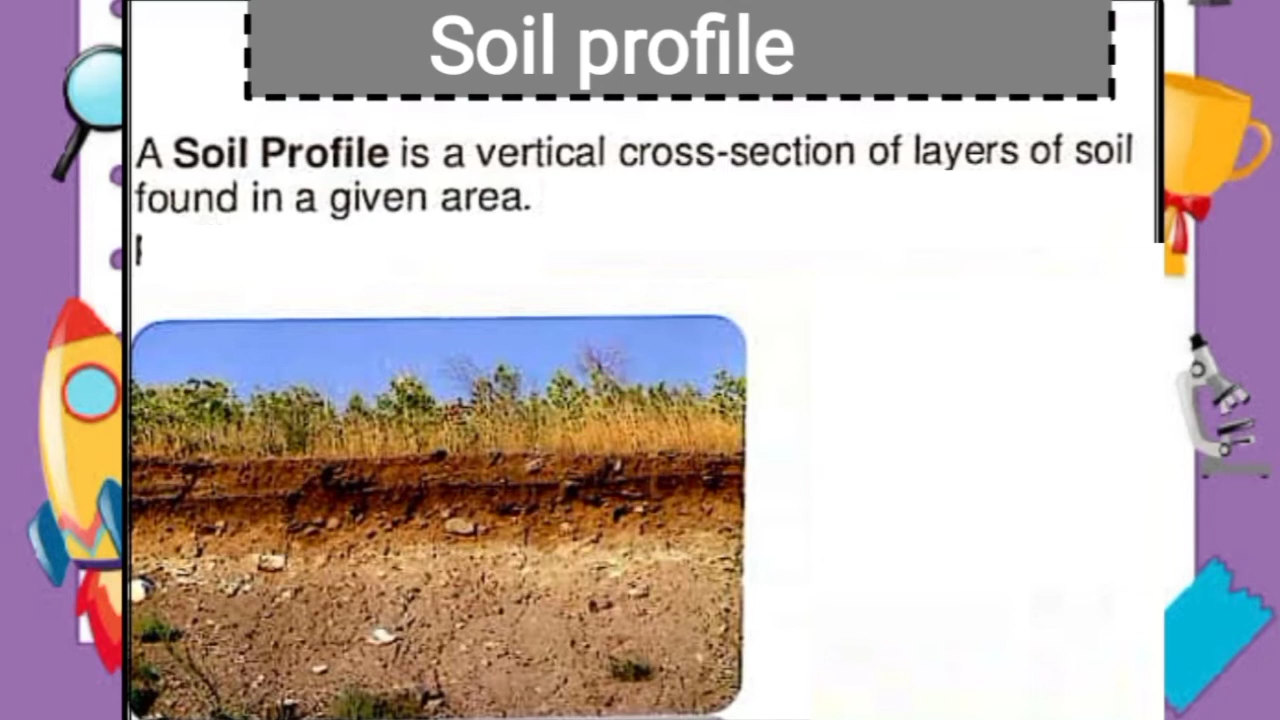 Soil profile
A Soil Profile is a vertical cross-section of layers of soil
found in a given area.